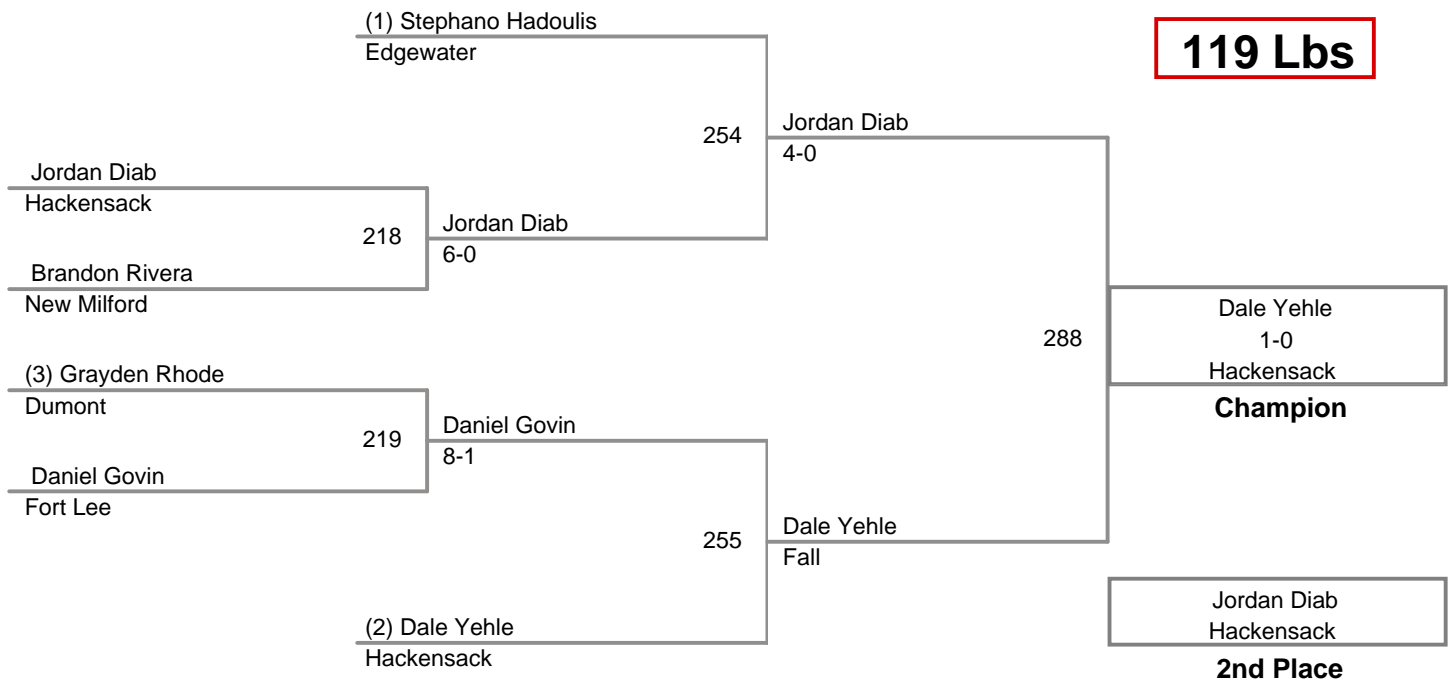 (1) Stephano Hadoulis
Edgewater
119 Lbs
254
Jordan Diab
4-0
Jordan Diab
Hackensack
218
Jordan Diab
6-0
Brandon Rivera
New Milford
288
Dale Yehle
1-0
Hackensack
Champion
(3) Grayden Rhode
Dumont
219
Daniel Govin
8-1
Daniel Govin
Fort Lee
255
Dale Yehle
Fall
(2) Dale Yehle
Hackensack
Jordan Diab
Hackensack
2nd Place